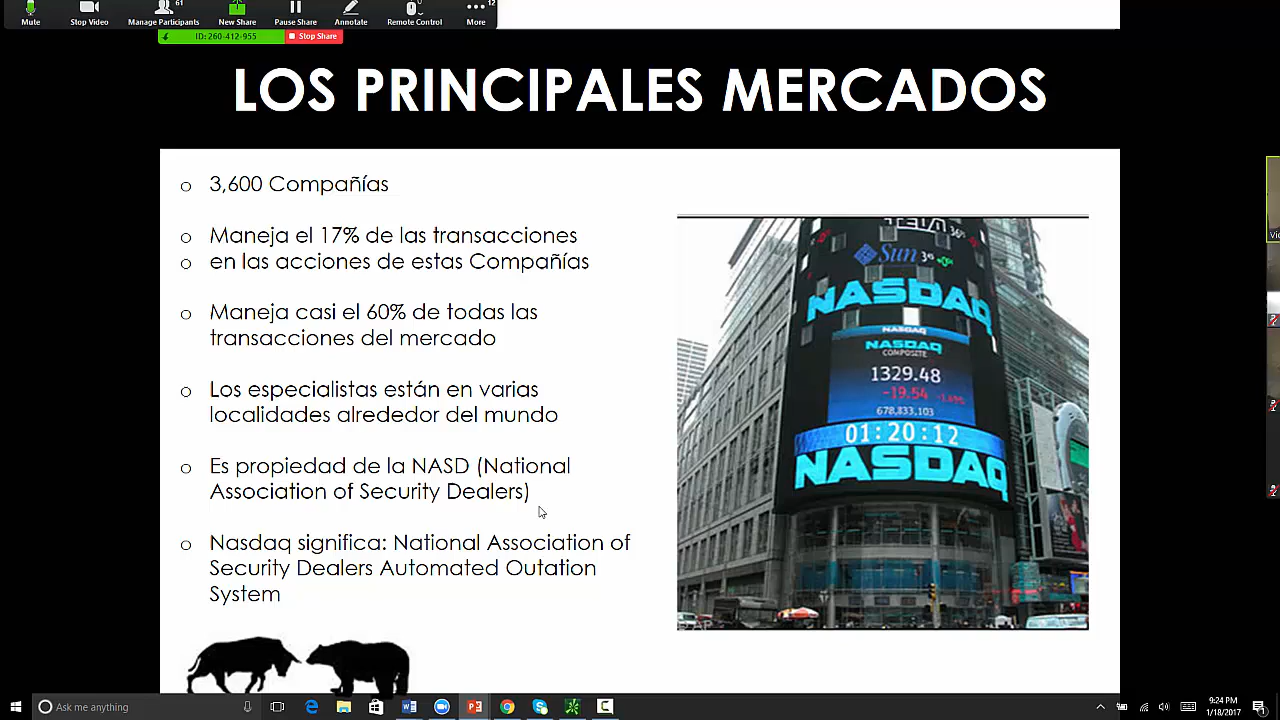 Mute
Stop Video
61
Manage Participants
New Share
Pause Share
Annotate
Remote Control
12
More
ID: 260-412-955
Stop Share
LOS PRINCIPALES MERCADOS
3,600 Compañías
Maneja el 17% de las transacciones
en las acciones de estas Compañías
Maneja casi el 60% de todas las
transacciones del mercado
Los especialistas están en varias
localidades alrededor del mundo
Es propiedad de la NASD (National
Association of Security Dealers)
Nasdaq significa: National Association of
Security Dealers Automated Outation
System
Sun
NASDAQ
NASDAQ
NASDAQ
COMPOSITE
1329.48
-19.54
678,833,103
01:20:12
NASDAQ
Ask me anything
9:24 PM
1/18/2017